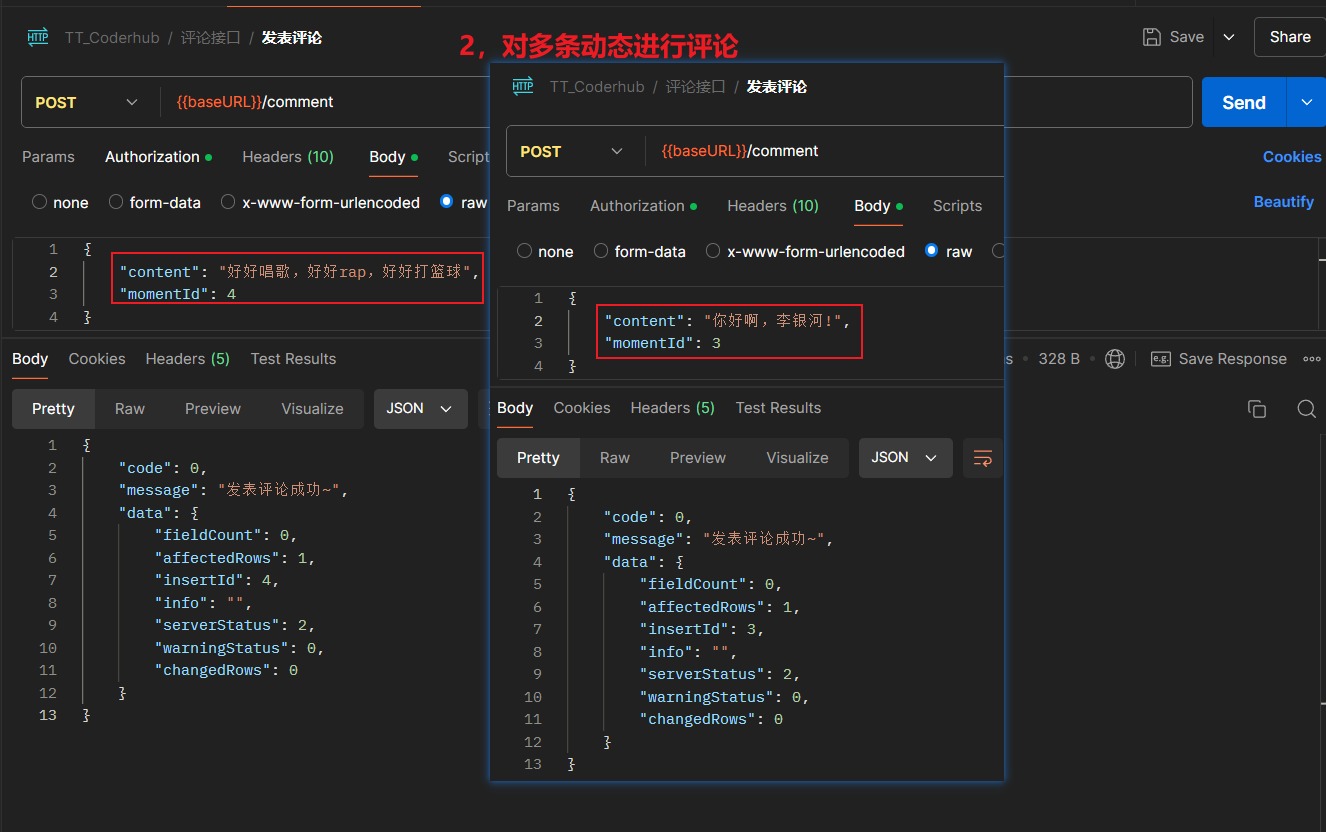 2，对多条动态进行评论
TT_Coderhub / 评论接口 / 发表评论
Save
Share
POST
{{baseURL}}/comment
Send
Params Authorization Headers (10) Body Script
Cookies
none form-data x-www-form-urlencoded raw
Beautify
1 {
2 "content": "好好唱歌，好好rap，好好打篮球",
3 "momentId": 4
4 }
Body Cookies Headers (5) Test Results
s 328 B e.g. Save Response
Pretty Raw Preview Visualize JSON
1 {
2 "code": 0,
3 "message": "发表评论成功~",
4 "data": {
5 "fieldCount": 0,
6 "affectedRows": 1,
7 "insertId": 4,
8 "info": "",
9 "serverStatus": 2,
10 "warningStatus": 0,
11 "changedRows": 0
12 }
13 }
TT_Coderhub / 评论接口 / 发表评论
POST
{{baseURL}}/comment
Params Authorization Headers (10) Body Scripts
none form-data x-www-form-urlencoded raw
1 {
2 "content": "你好啊，李银河!",
3 "momentId": 3
4 }
Body Cookies Headers (5) Test Results
Pretty Raw Preview Visualize JSON
1 {
2 "code": 0,
3 "message": "发表评论成功~",
4 "data": {
5 "fieldCount": 0,
6 "affectedRows": 1,
7 "insertId": 3,
8 "info": "",
9 "serverStatus": 2,
10 "warningStatus": 0,
11 "changedRows": 0
12 }
13 }